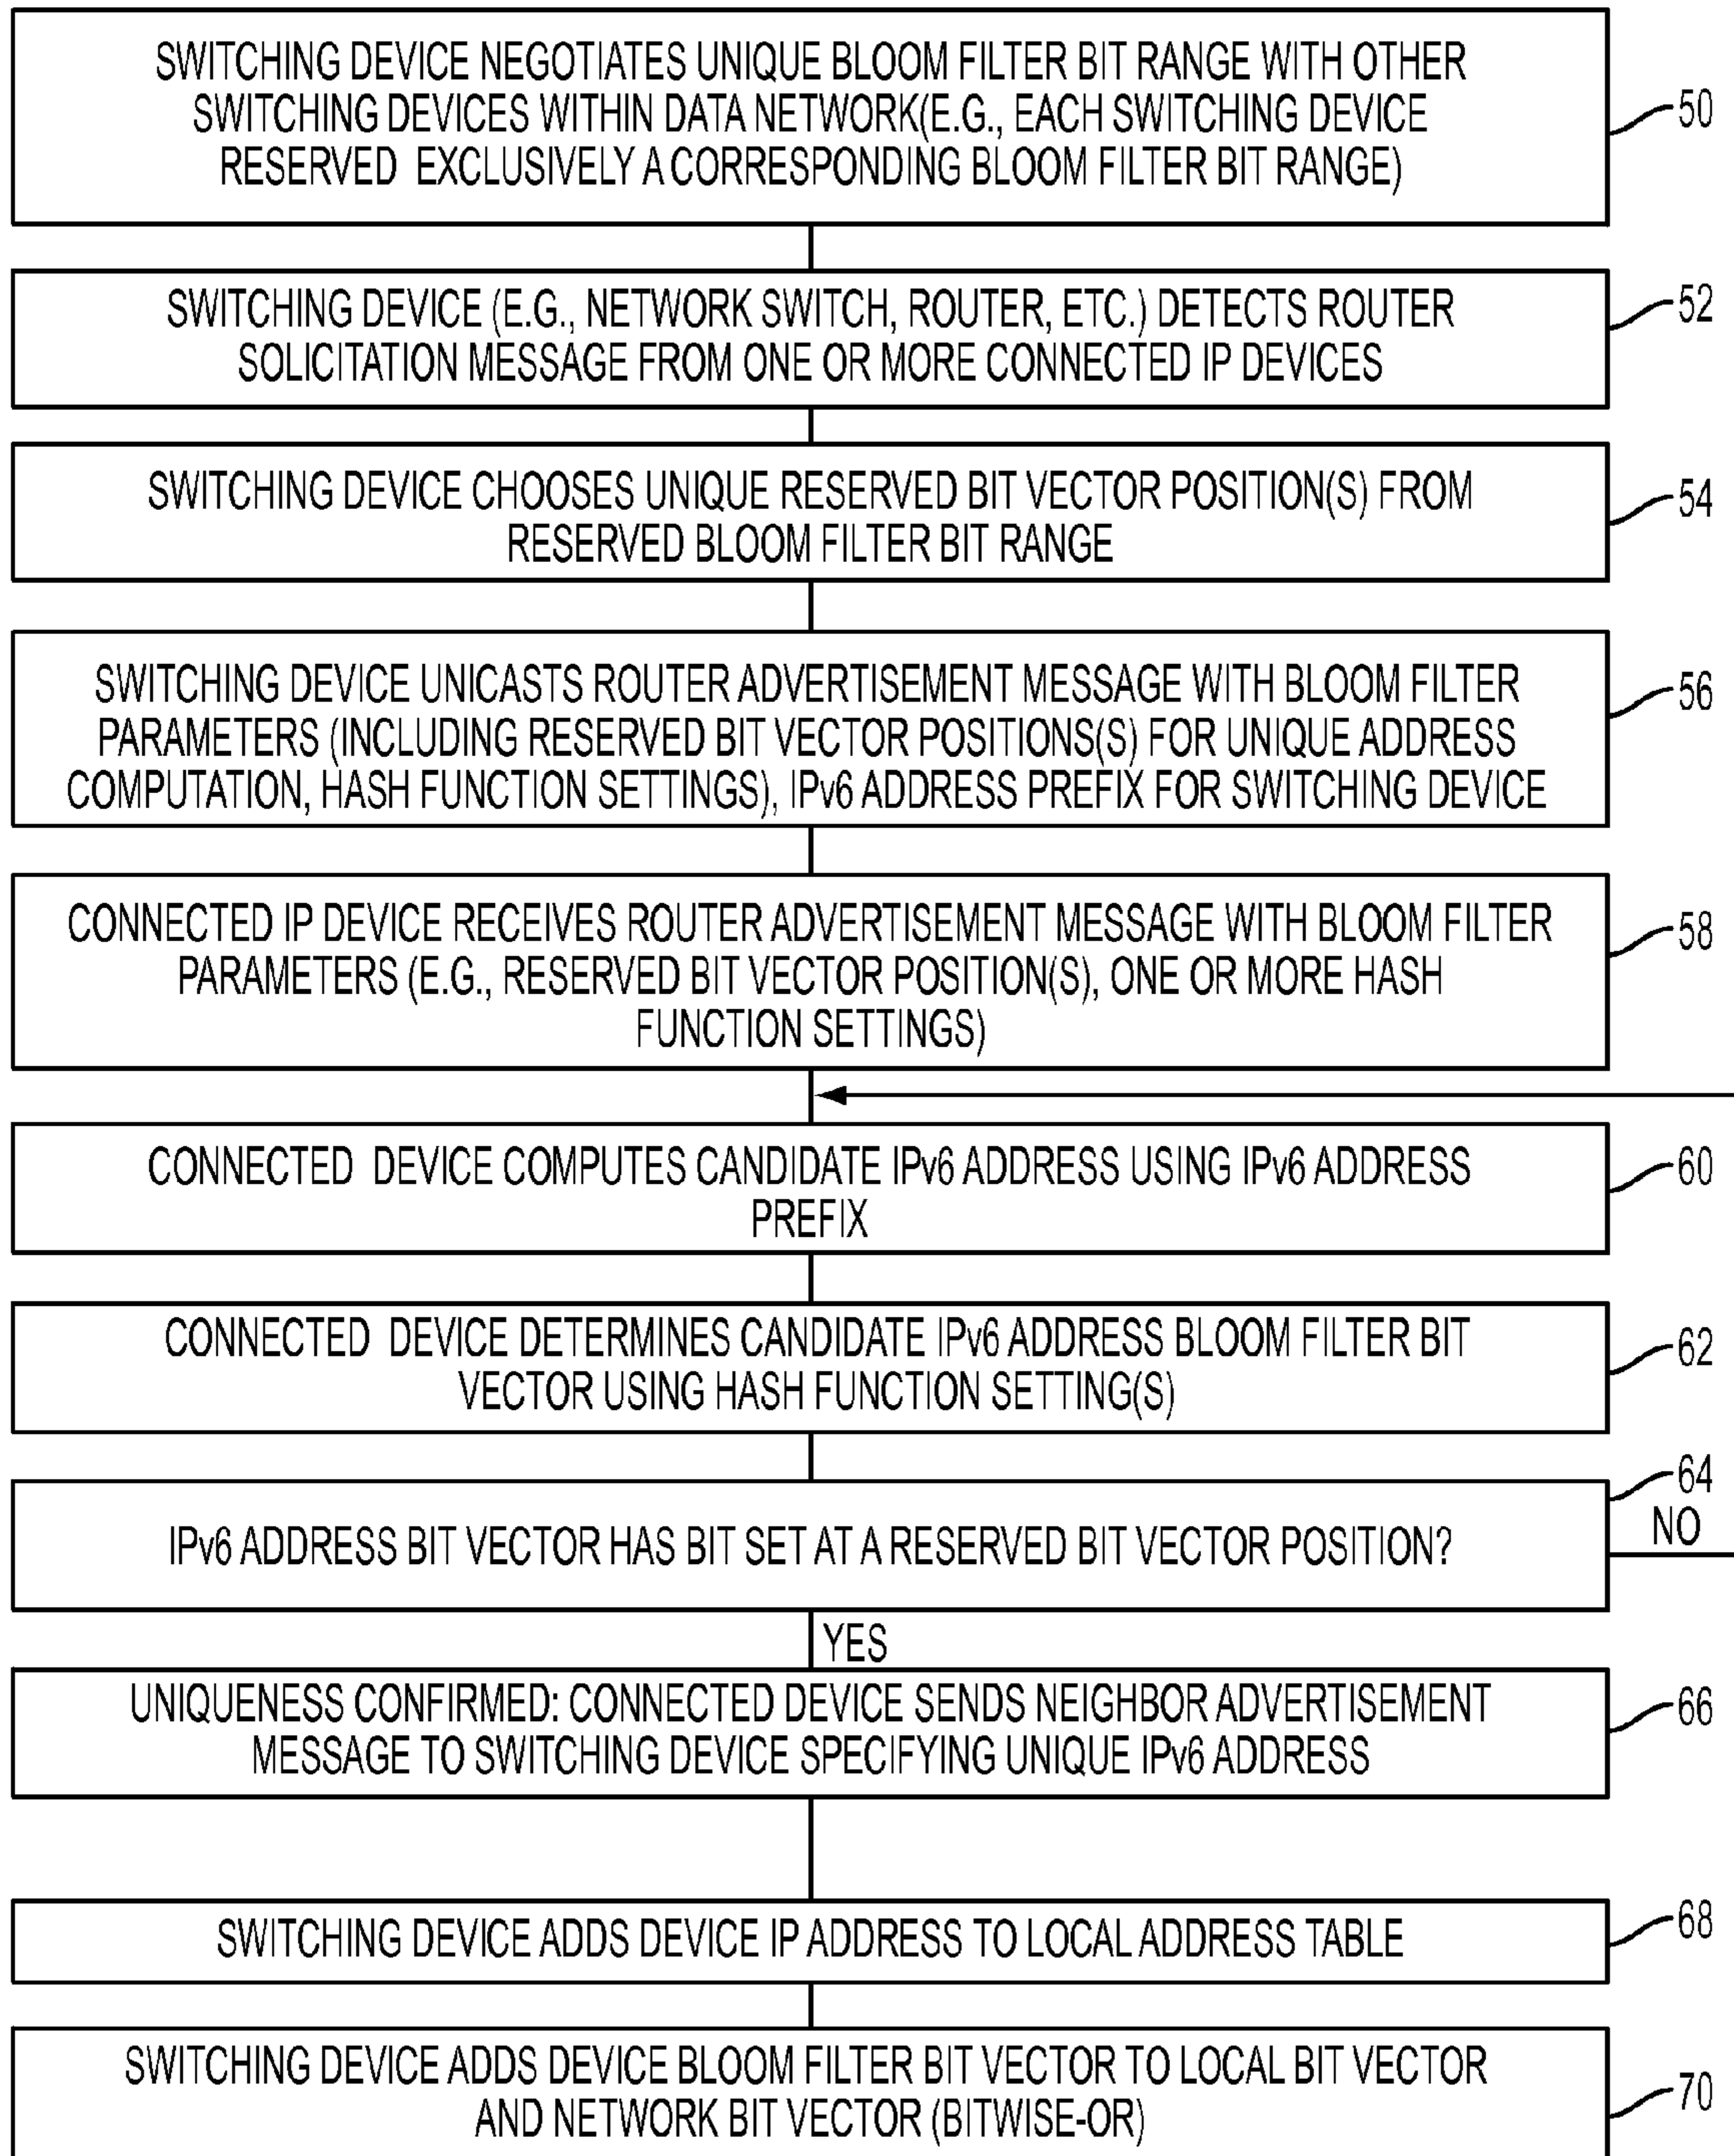 SWITCHING DEVICE NEGOTIATES UNIQUE BLOOM FILTER BIT RANGE WITH OTHER
SWITCHING DEVICES WITHIN DATA NETWORK(E.G., EACH SWITCHING DEVICE
RESERVED EXCLUSIVELY A CORRESPONDING BLOOM FILTER BIT RANGE)
50
SWITCHING DEVICE (E.G., NETWORK SWITCH, ROUTER, ETC.) DETECTS ROUTER
SOLICITATION MESSAGE FROM ONE OR MORE CONNECTED IP DEVICES
52
SWITCHING DEVICE CHOOSES UNIQUE RESERVED BIT VECTOR POSITION(S) FROM
RESERVED BLOOM FILTER BIT RANGE
54
SWITCHING DEVICE UNICASTS ROUTER ADVERTISEMENT MESSAGE WITH BLOOM FILTER
PARAMETERS (INCLUDING RESERVED BIT VECTOR POSITIONS(S) FOR UNIQUE ADDRESS
COMPUTATION, HASH FUNCTION SETTINGS), IPv6 ADDRESS PREFIX FOR SWITCHING DEVICE
56
CONNECTED IP DEVICE RECEIVES ROUTER ADVERTISEMENT MESSAGE WITH BLOOM FILTER
PARAMETERS (E.G., RESERVED BIT VECTOR POSITION(S), ONE OR MORE HASH
FUNCTION SETTINGS)
58
CONNECTED DEVICE COMPUTES CANDIDATE IPv6 ADDRESS USING IPv6 ADDRESS
PREFIX
60
CONNECTED DEVICE DETERMINES CANDIDATE IPv6 ADDRESS BLOOM FILTER BIT
VECTOR USING HASH FUNCTION SETTING(S)
62
IPv6 ADDRESS BIT VECTOR HAS BIT SET AT A RESERVED BIT VECTOR POSITION?
64
NO
YES
UNIQUENESS CONFIRMED: CONNECTED DEVICE SENDS NEIGHBOR ADVERTISEMENT
MESSAGE TO SWITCHING DEVICE SPECIFYING UNIQUE IPv6 ADDRESS
66
SWITCHING DEVICE ADDS DEVICE IP ADDRESS TO LOCAL ADDRESS TABLE
68
SWITCHING DEVICE ADDS DEVICE BLOOM FILTER BIT VECTOR TO LOCAL BIT VECTOR
AND NETWORK BIT VECTOR (BITWISE-OR)
70